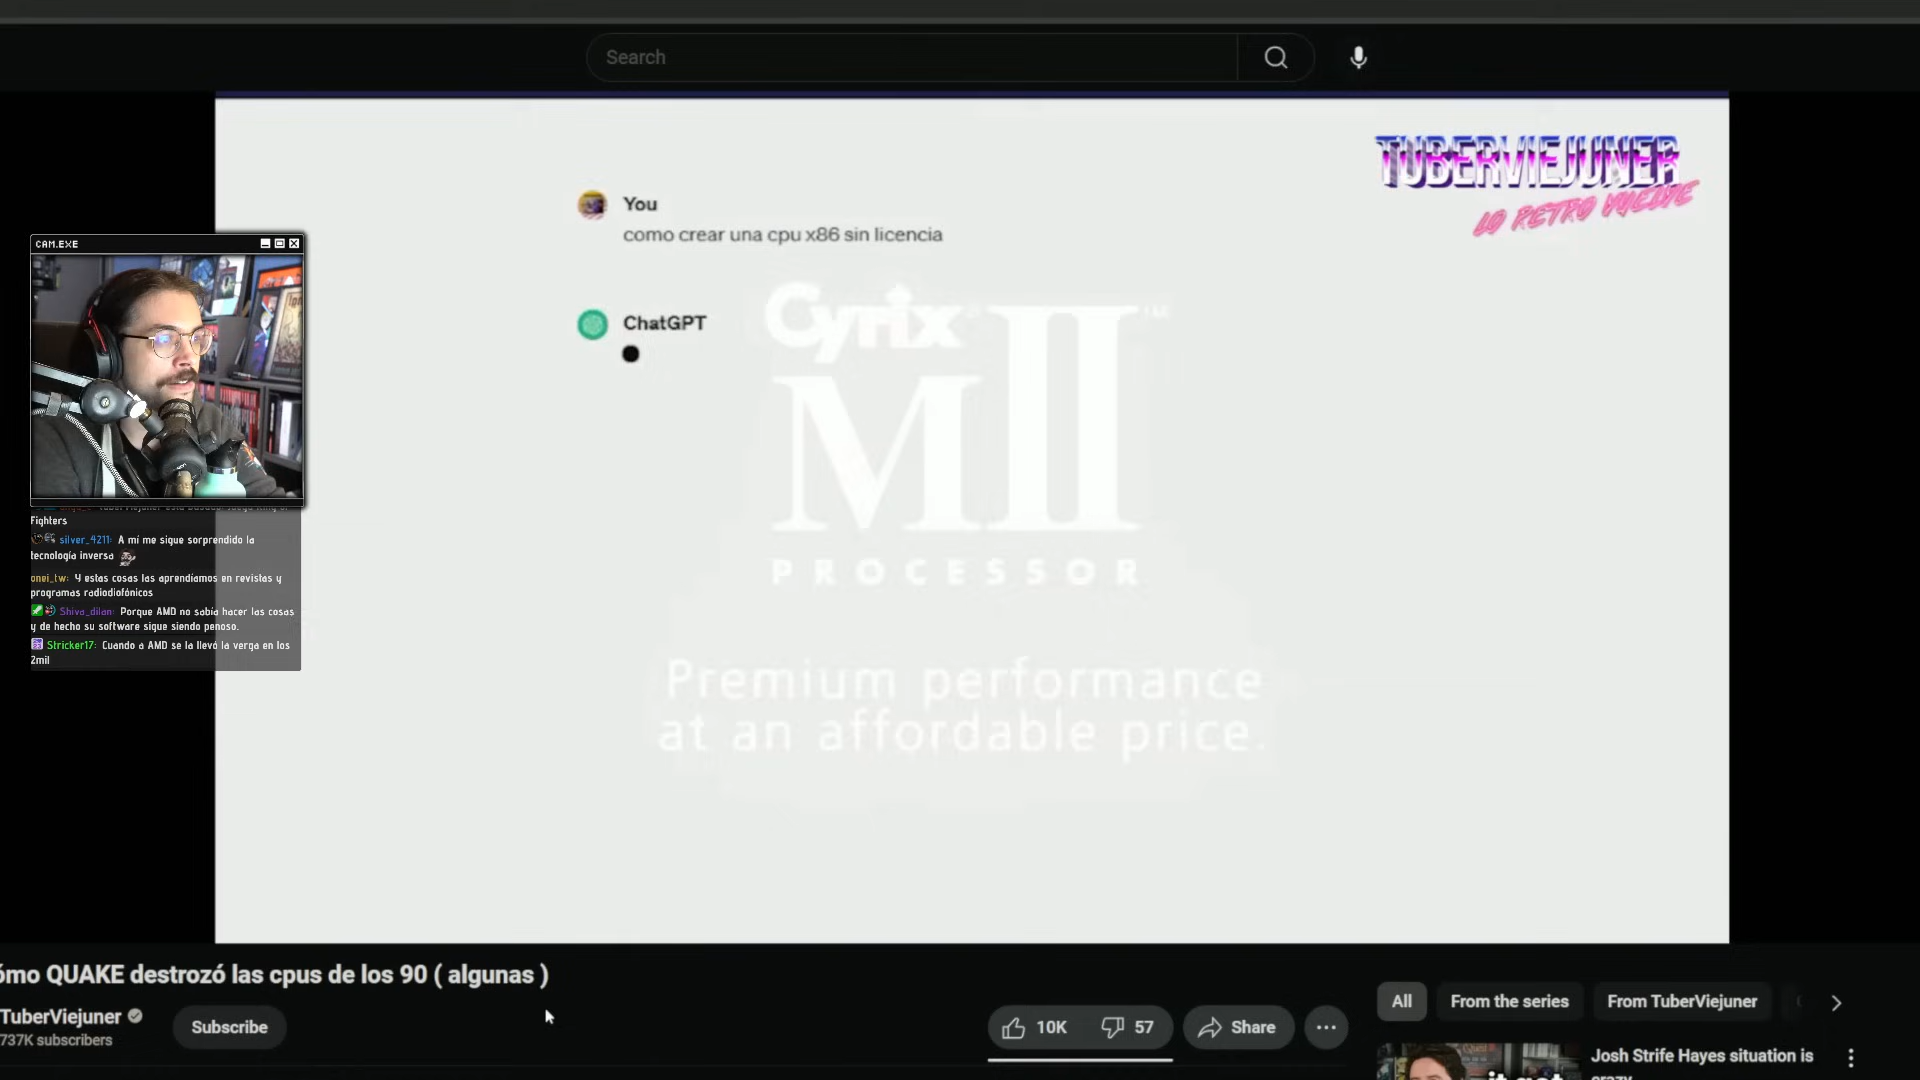 Search
TUBERVIEJUNER
LO RETRO VUELVE
You
como crear una cpu x86 sin licencia
ChatGPT
Cyrix
MII
PROCESSOR
Premium performance
at an affordable price.
CAM.EXE
Fighters
silver_4211: A mí me sigue sorprendido la
tecnología inversa
onei_tw: Y estas cosas las aprendíamos en revistas y
programas radiodiofónicos
Shiva_dilan: Porque AMD no sabía hacer las cosas
y de hecho su software sigue siendo penoso.
Stricker17: Cuando a AMD se la llevó la verga en los
2mil
ómo QUAKE destrozó las cpus de los 90 ( algunas )
TuberViejuner
737K subscribers
Subscribe
10K
57
Share
All
From the series
From TuberViejuner
Josh Strife Hayes situation is